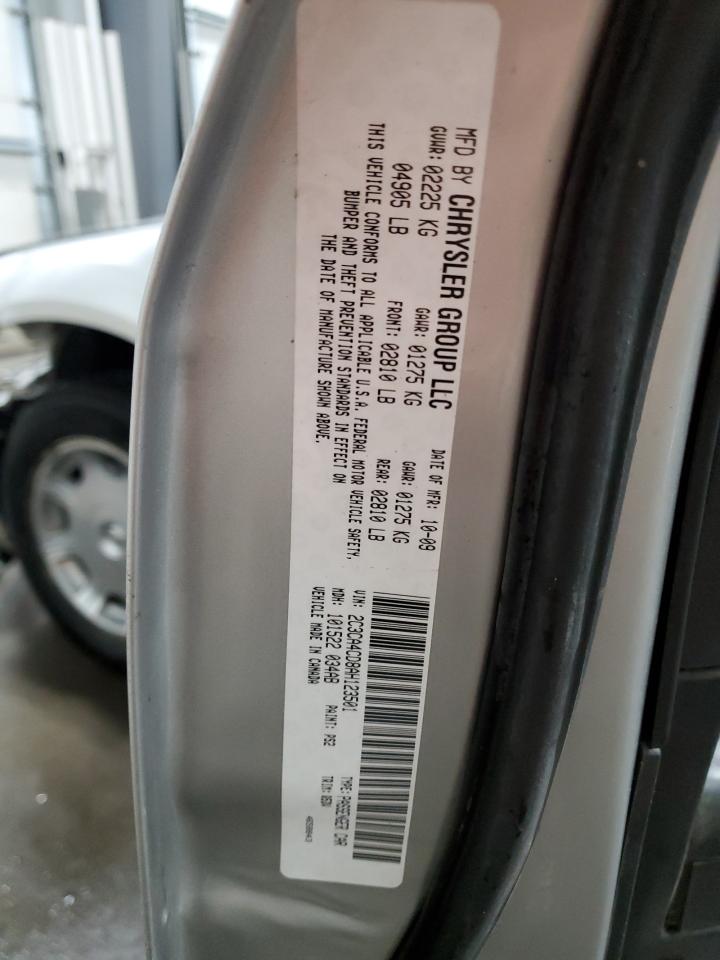 MFD BY CHRYSLER GROUP LLC DATE OF MFR: 10-09
GVWR: 02225 KG GAWR: 01275 KG GAWR: 01275 KG
04905 LB FRONT: 02810 LB REAR: 02810 LB
THIS VEHICLE CONFORMS TO ALL APPLICABLE U.S.A. FEDERAL MOTOR VEHICLE SAFETY,
BUMPER AND THEFT PREVENTION STANDARDS IN EFFECT ON
THE DATE OF MANUFACTURE SHOWN ABOVE.
VIN: 2C3CA4CD8AH123501 TYPE: PASSENGER CAR
MDH: 101522 034AB PAINT: PS2 TRIM:
VEHICLE MADE IN CANADA